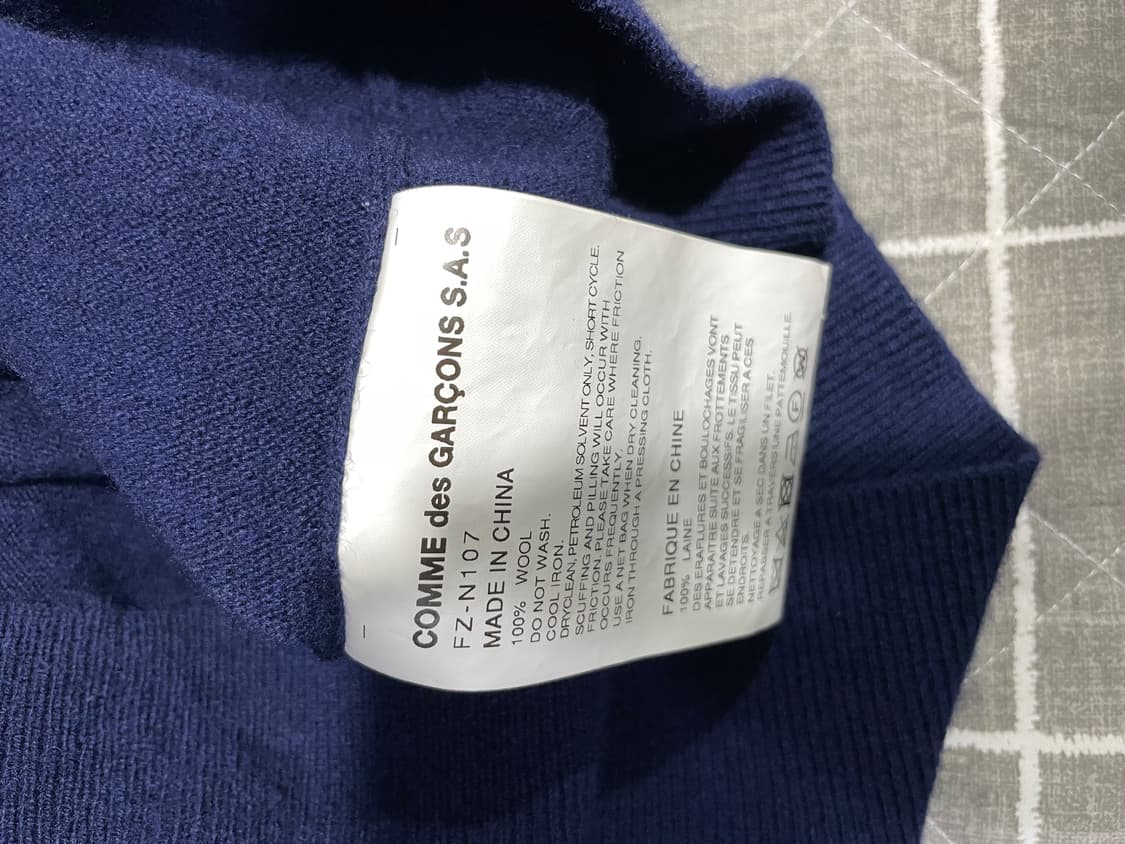 COMME des GARÇONS S.A.S
FZ-N107
MADE IN CHINA
100% WOOL
DO NOT WASH.
COOL IRON.
DRYCLEAN, PETROLEUM SOLVENT ONLY, SHORT CYCLE.
SCUFFING AND PILLING WILL OCCUR WITH
FRICTION. PLEASE TAKE CARE WHERE FRICTION
OCCURS FREQUENTLY.
USE A NET BAG WHEN DRY CLEANING.
IRON THROUGH A PRESSING CLOTH.
FABRIQUE EN CHINE
100% LAINE
DES ERAFLURES ET BOULOCHAGES VONT
APPARAITRE SUITE AUX FROTTEMENTS
ET LAVAGES SUCCESSIFS. LE TISSU PEUT
SE DETENDRE ET SE FRAGILISER A CES
ENDROITS.
NETTOYAGE A SEC DANS UN FILET.
REPASSER A TRAVERS UNE PATTEMOUILLE.
F